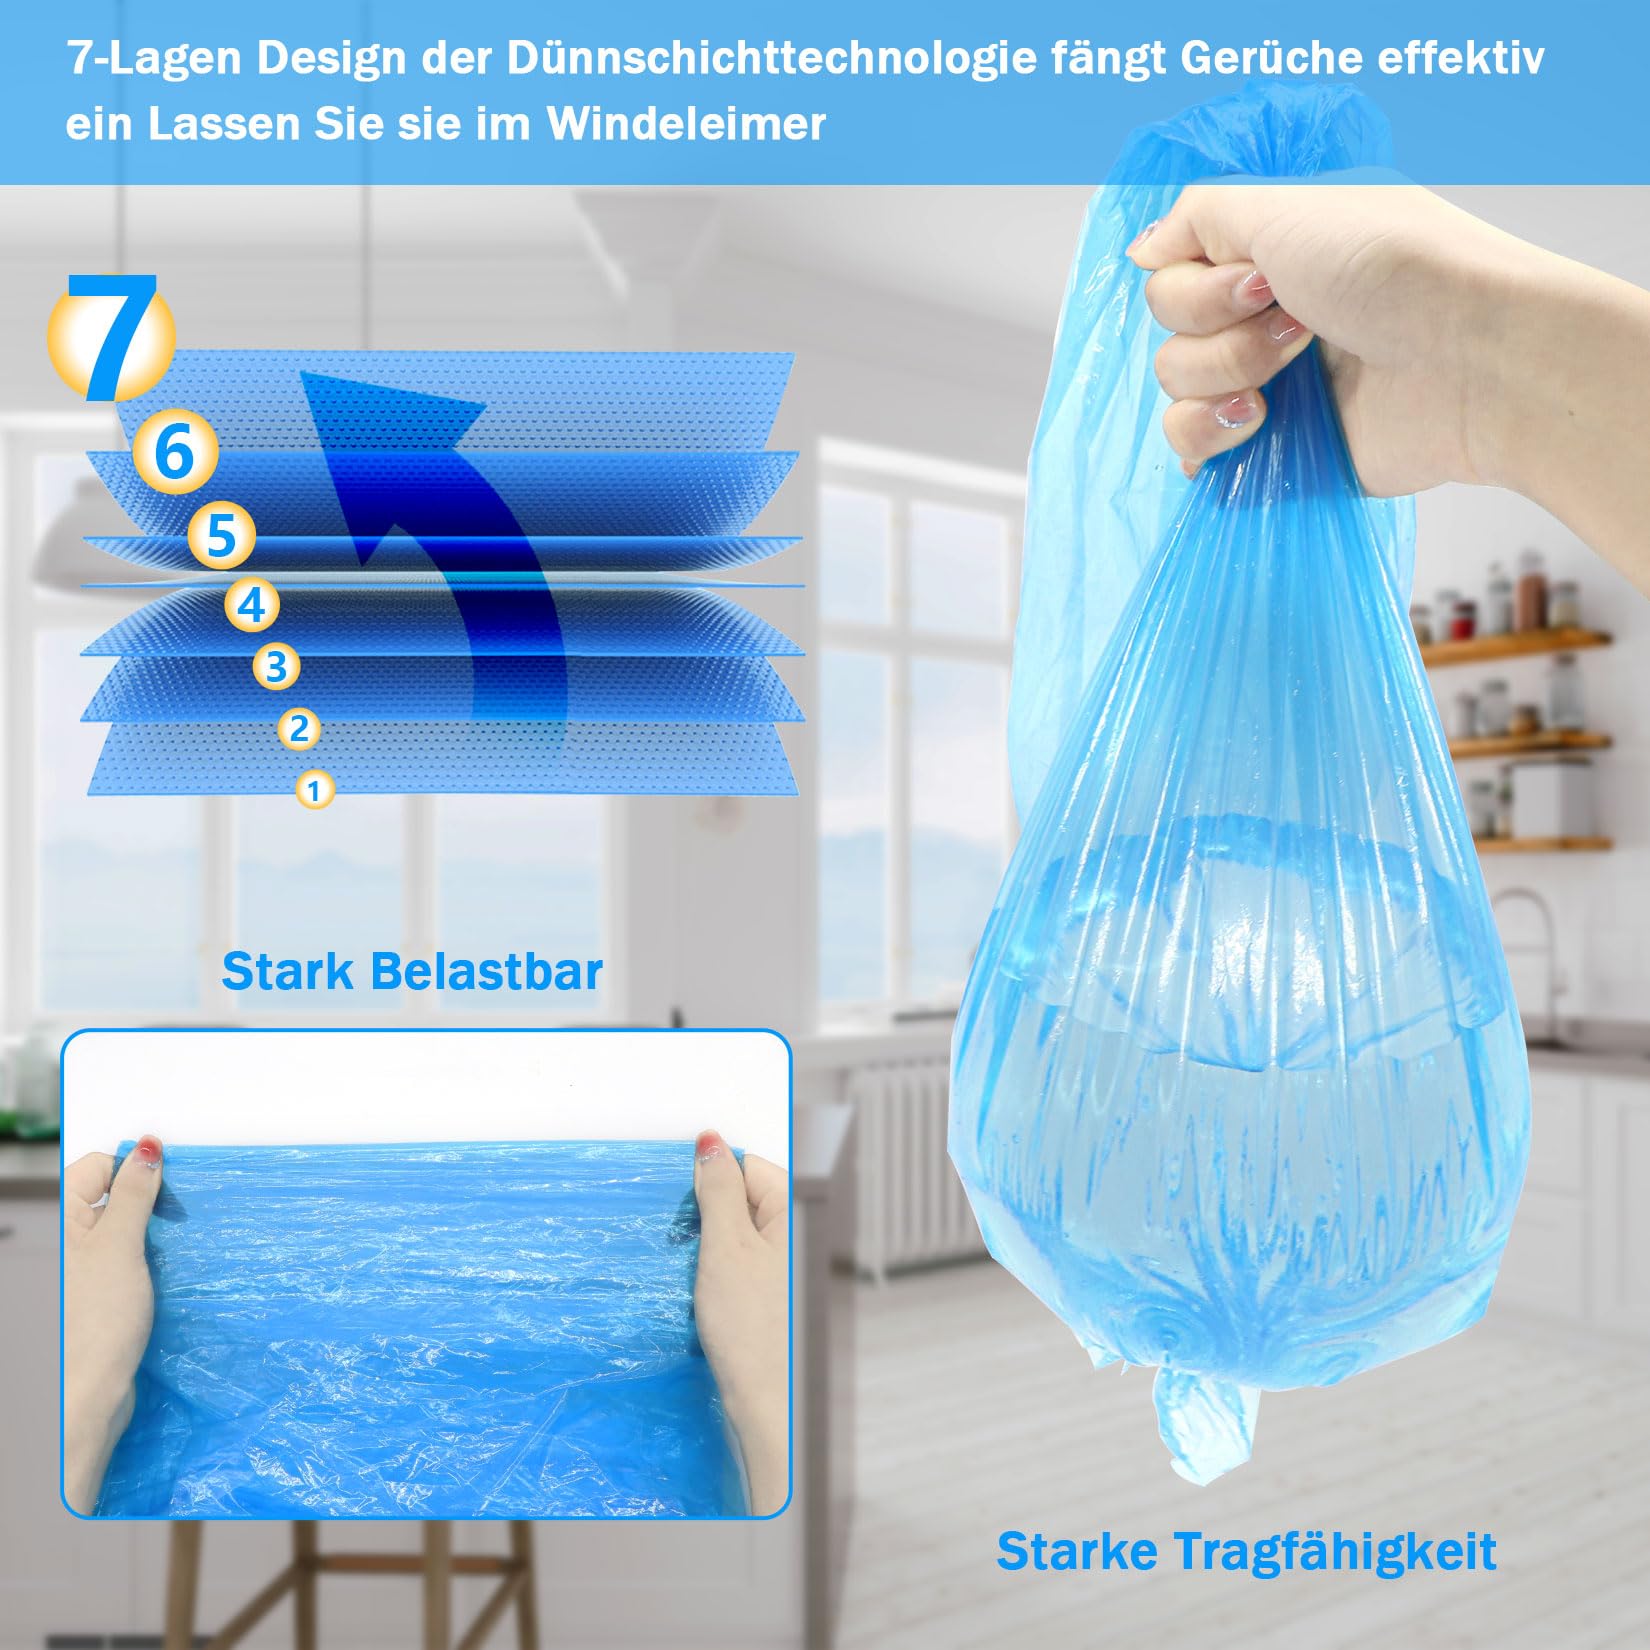 7-Lagen Design der Dünnschichttechnologie fängt Gerüche effektiv
ein Lassen Sie sie im Windeleimer
7
6
5
4
3
2
1
Stark Belastbar
Starke Tragfähigkeit